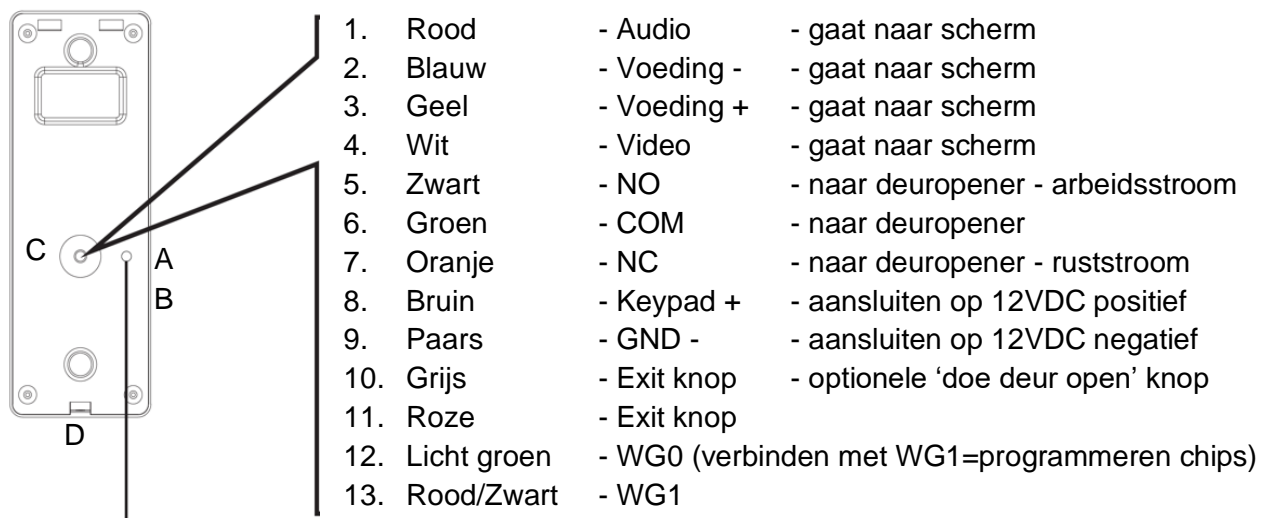 1. Rood - Audio - gaat naar scherm
2. Blauw - Voeding - - gaat naar scherm
3. Geel - Voeding + - gaat naar scherm
4. Wit - Video - gaat naar scherm
5. Zwart - NO - naar deuropener - arbeidsstroom
6. Groen - COM - naar deuropener
7. Oranje - NC - naar deuropener - ruststroom
8. Bruin - Keypad + - aansluiten op 12VDC positief
9. Paars - GND - - aansluiten op 12VDC negatief
10. Grijs - Exit knop - optionele ‘doe deur open’ knop
11. Roze - Exit knop
12. Licht groen - WG0 (verbinden met WG1=programmeren chips)
13. Rood/Zwart - WG1
C A
B
D